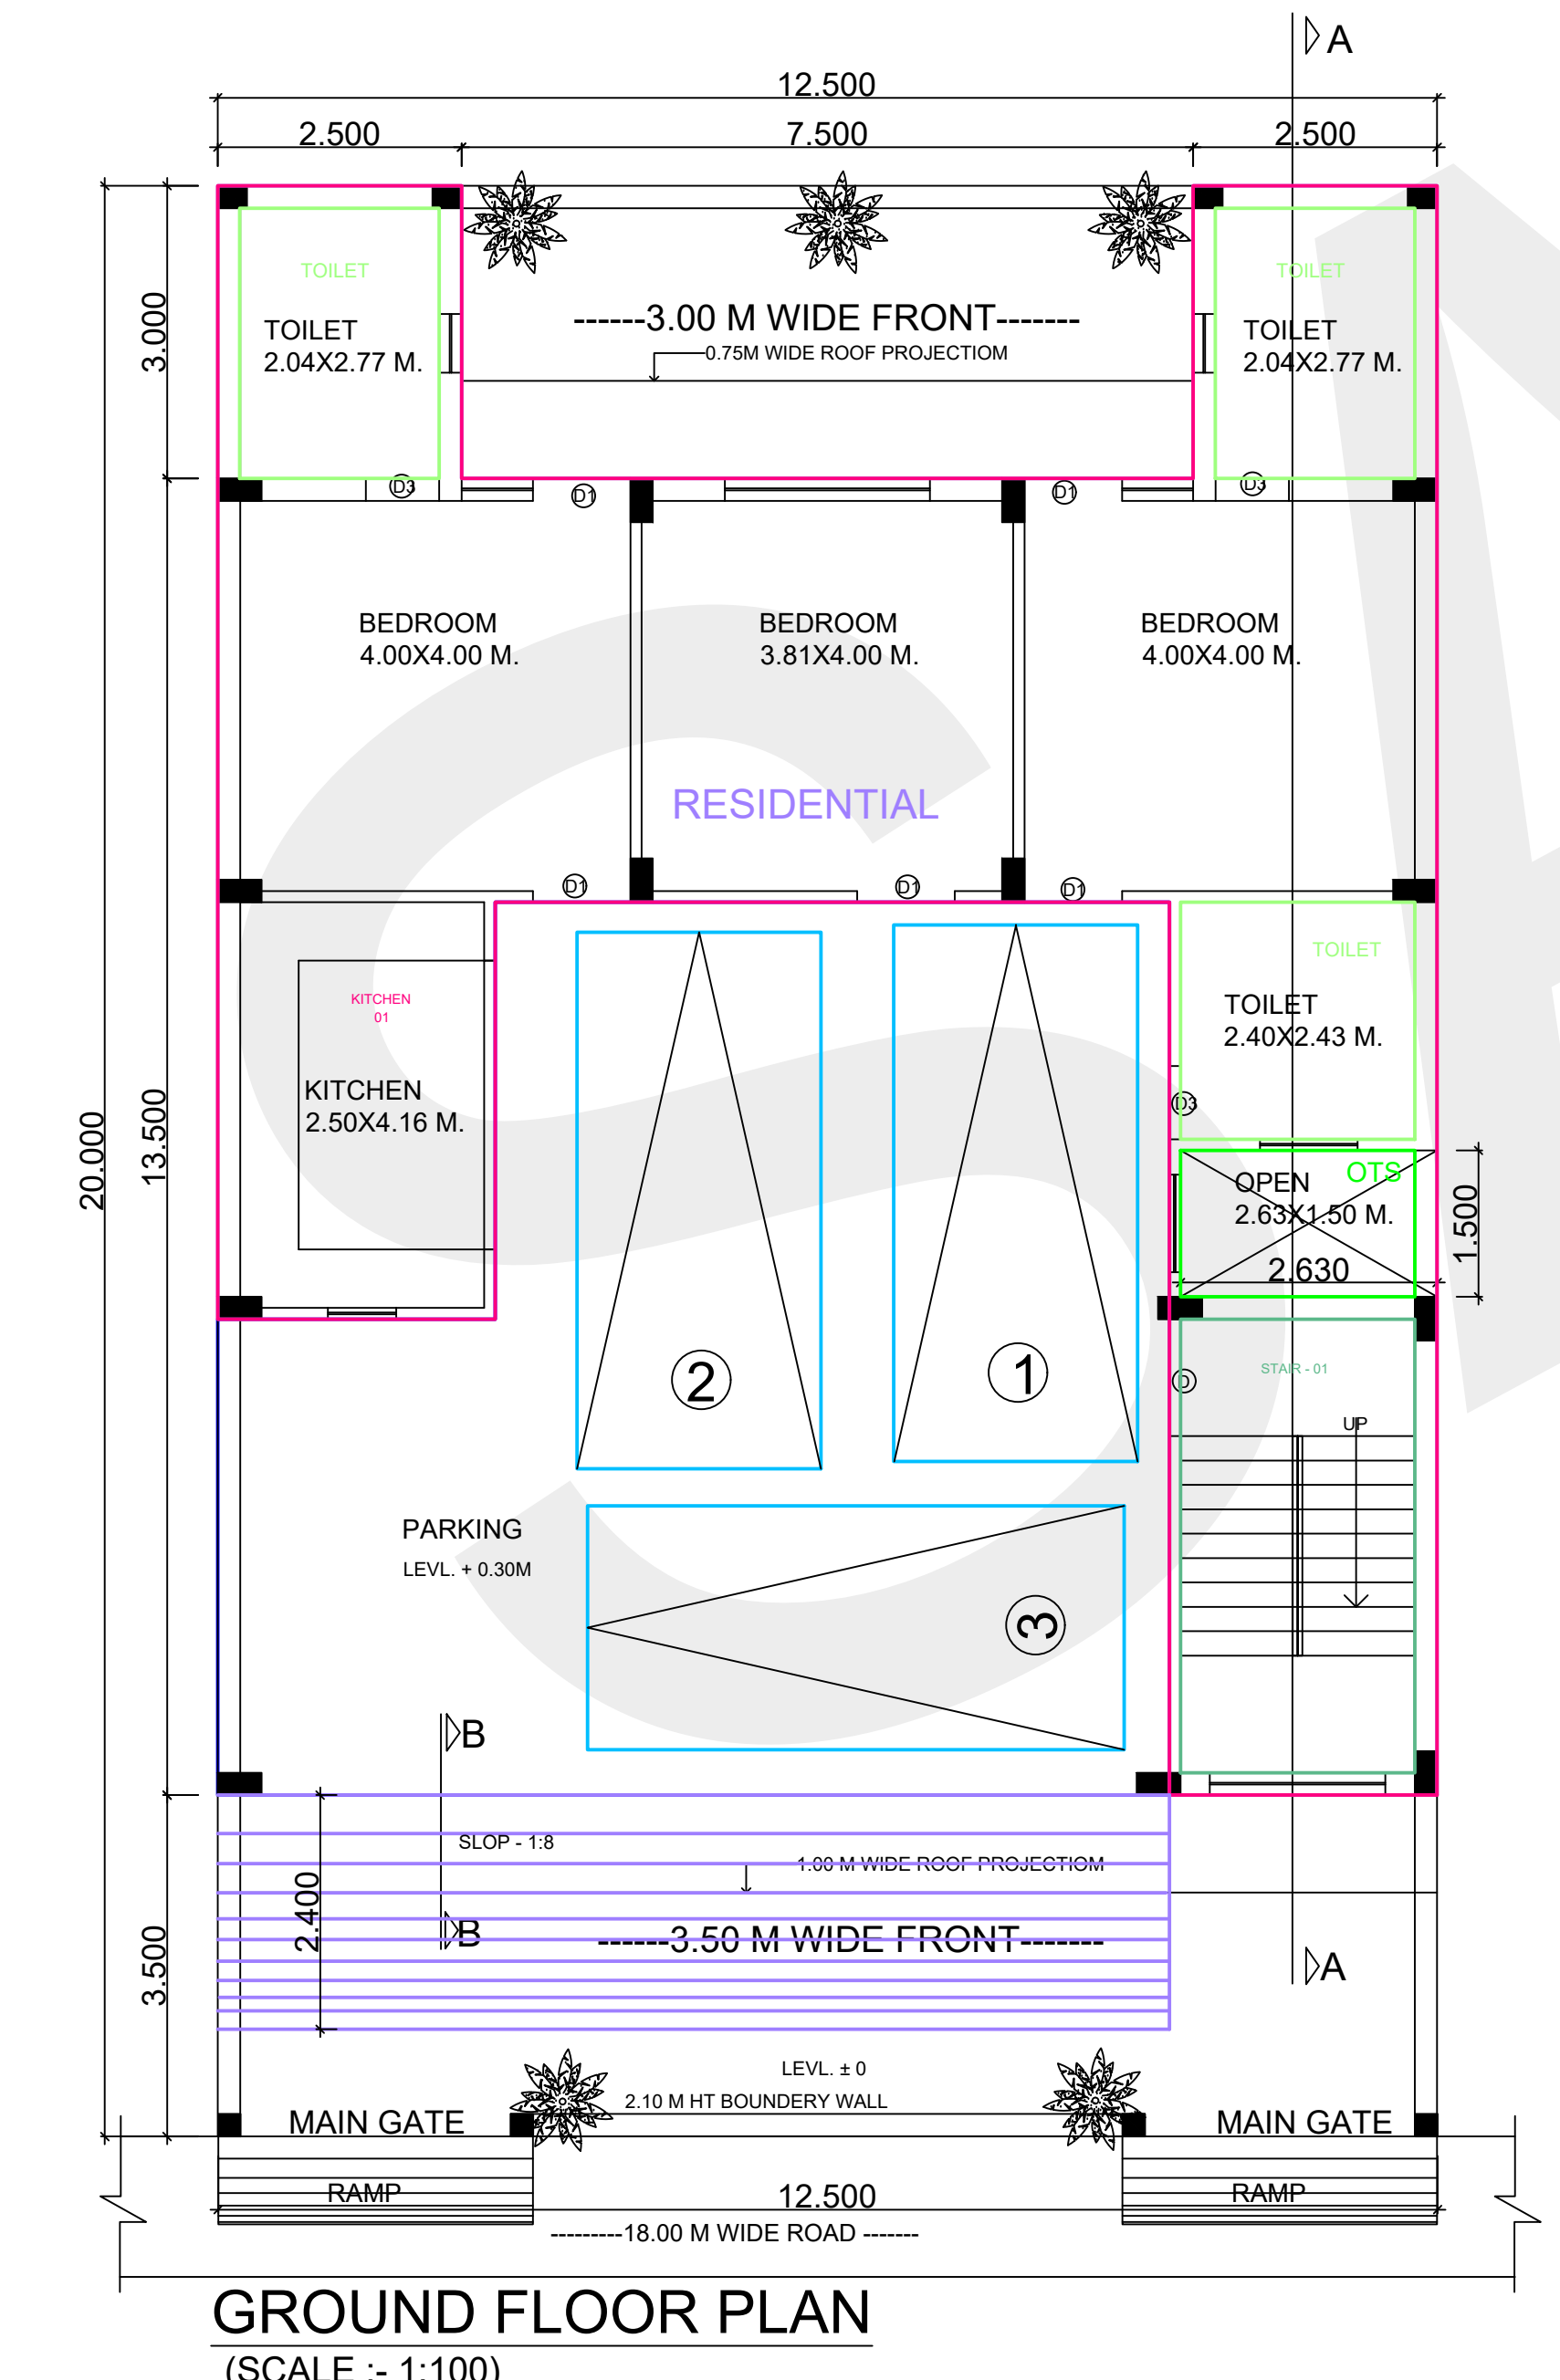 A
12.500
2.500
7.500
2.500
TOILET
TOILET
------3.00 M WIDE FRONT-------
TOILET
2.04X2.77 M.
TOILET
2.04X2.77 M.
0.75M WIDE ROOF PROJECTIOM
3.000
D3
D1
D1
D3
BEDROOM
4.00X4.00 M.
BEDROOM
3.81X4.00 M.
BEDROOM
4.00X4.00 M.
RESIDENTIAL
D1
D1
D1
TOILET
KITCHEN
01
TOILET
2.40X2.43 M.
KITCHEN
2.50X4.16 M.
D3
20.000
13.500
OTS
OPEN
2.63X1.50 M.
1.500
2.630
2
1
STAIR - 01
D
UP
PARKING
LEVL. + 0.30M
3
B
SLOP - 1:8
1.00 M WIDE ROOF PROJECTIOM
2.400
B
------3.50 M WIDE FRONT-------
3.500
A
LEVL. ± 0
2.10 M HT BOUNDERY WALL
MAIN GATE
MAIN GATE
RAMP
12.500
RAMP
---------18.00 M WIDE ROAD -------
GROUND FLOOR PLAN
(SCALE :- 1:100)